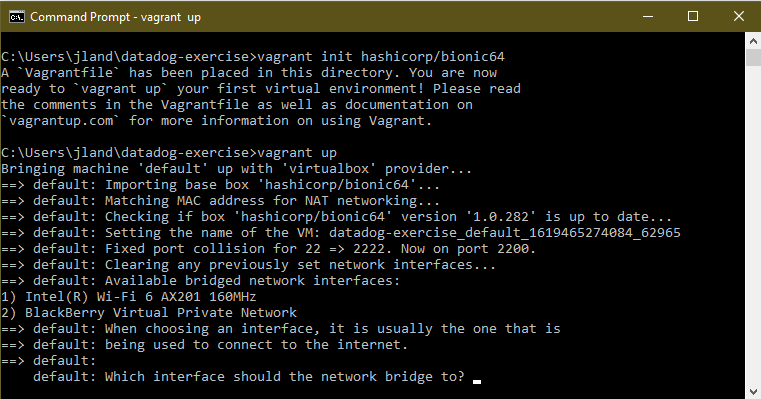 Command Prompt - vagrant up
C:\Users\jland\datadog-exercise>vagrant init hashicorp/bionic64
A `Vagrantfile` has been placed in this directory. You are now
ready to `vagrant up` your first virtual environment! Please read
the comments in the Vagrantfile as well as documentation on
`vagrantup.com` for more information on using Vagrant.
C:\Users\jland\datadog-exercise>vagrant up
Bringing machine 'default' up with 'virtualbox' provider...
==> default: Importing base box 'hashicorp/bionic64'...
==> default: Matching MAC address for NAT networking...
==> default: Checking if box 'hashicorp/bionic64' version '1.0.282' is up to date...
==> default: Setting the name of the VM: datadog-exercise_default_1619465274084_62965
==> default: Fixed port collision for 22 => 2222. Now on port 2200.
==> default: Clearing any previously set network interfaces...
==> default: Available bridged network interfaces:
1) Intel(R) Wi-Fi 6 AX201 160MHz
2) BlackBerry Virtual Private Network
==> default: When choosing an interface, it is usually the one that is
==> default: being used to connect to the internet.
==> default:
    default: Which interface should the network bridge to?